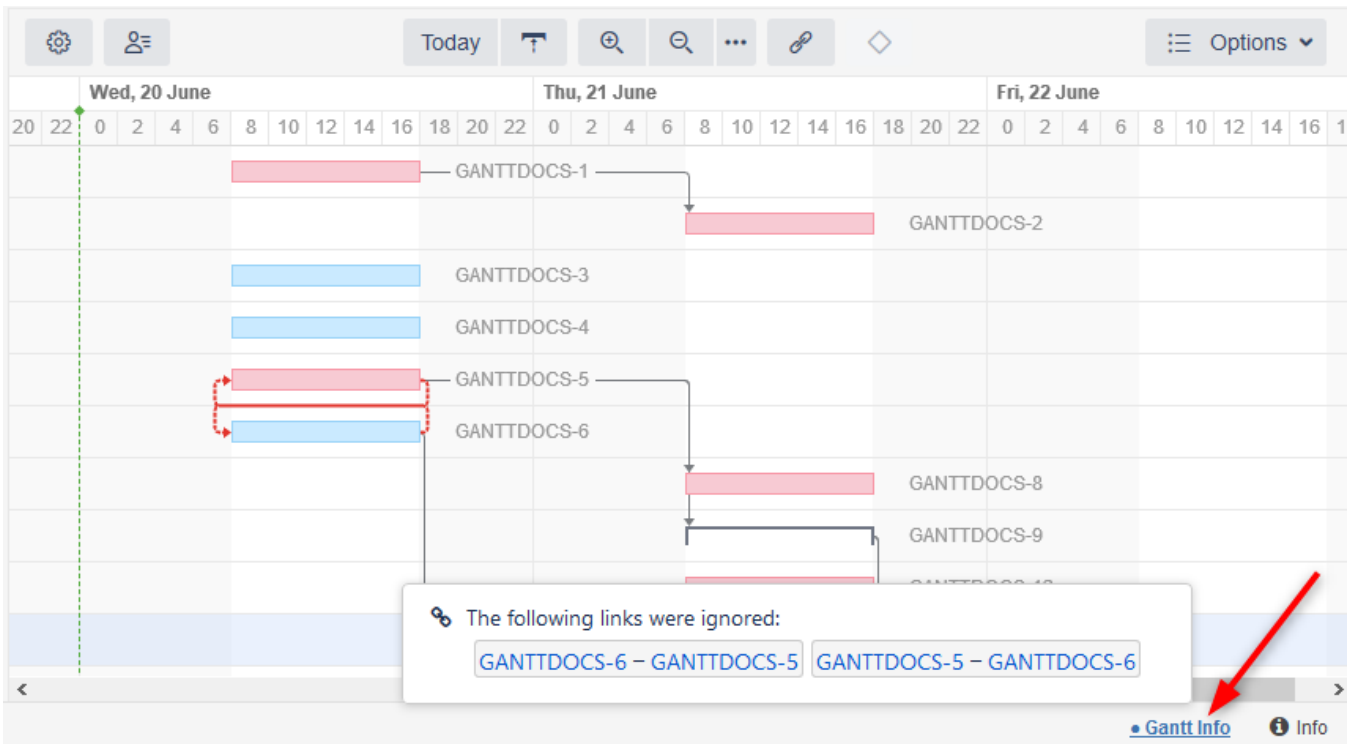 Today
Options
Wed, 20 June Thu, 21 June Fri, 22 June
20 22 0 2 4 6 8 10 12 14 16 18 20 22 0 2 4 6 8 10 12 14 16 18 20 22 0 2 4 6 8 10 12 14 16 1
GANTTDOCS-1
GANTTDOCS-2
GANTTDOCS-3
GANTTDOCS-4
GANTTDOCS-5
GANTTDOCS-6
GANTTDOCS-8
GANTTDOCS-9
The following links were ignored:
GANTTDOCS-6 – GANTTDOCS-5 GANTTDOCS-5 – GANTTDOCS-6
• Gantt Info Info